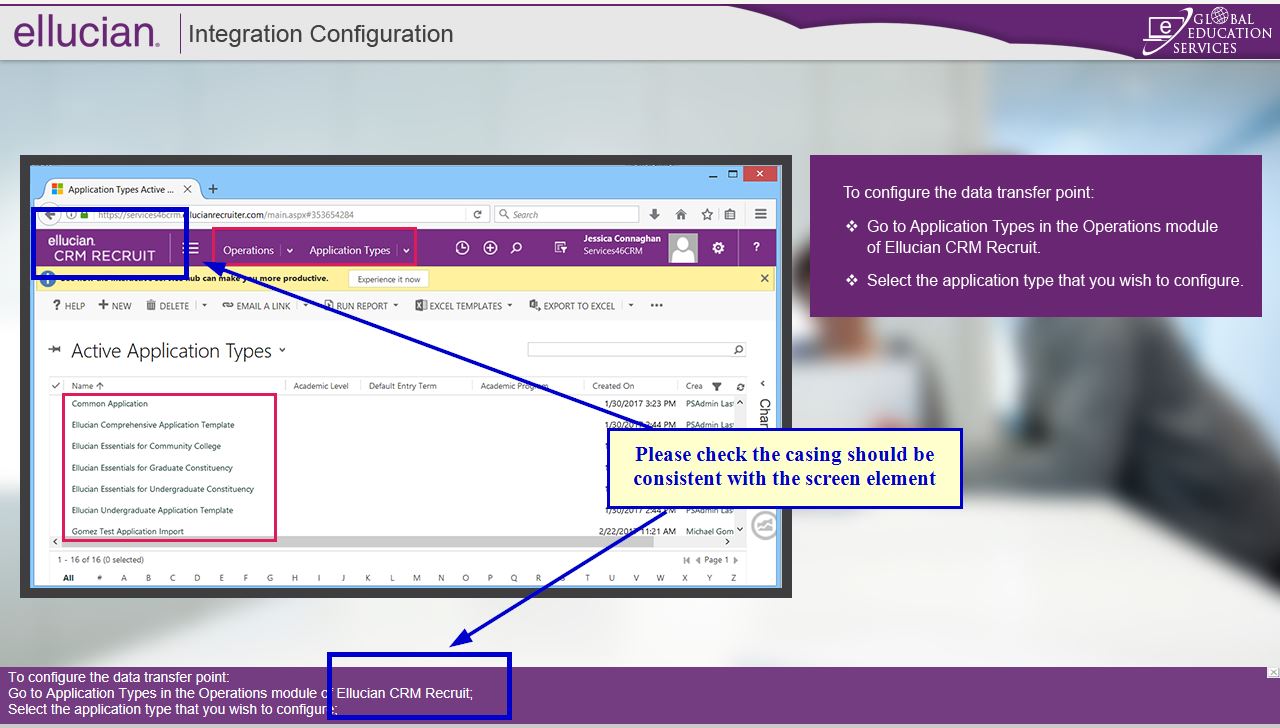 ellucian.
Integration Configuration
GLOBAL
EDUCATION
SERVICES
Application Types Active ...
https://services46crm.ellucianrecruiter.com/main.aspx#353654284
Search
ellucian.
CRM RECRUIT
Operations
Application Types
Jessica Connaghan
Services46CRM
?
hub can make you more productive.
Experience it now
? HELP
NEW
DELETE
EMAIL A LINK
RUN REPORT
EXCEL TEMPLATES
EXPORT TO EXCEL
Active Application Types
Name
Academic Level
Default Entry Term
Academic Program
Created On
Crea
Common Application
1/30/2017 3:23 PM
PSAdmin Las
Ellucian Comprehensive Application Template
2:44 PM
PSAdmin Las
Ellucian Essentials for Community College
Ellucian Essentials for Graduate Constituency
Ellucian Essentials for Undergraduate Constituency
Ellucian Undergraduate Application Template
1/30/2017 2:44 PM
PSAdmin Las
Gomez Test Application Import
2/22/2017 11:21 AM
Michael Gom
Char
1 - 16 of 16 (0 selected)
Page 1
All # A B C D E F G H I J K L M N O P Q R S T U V W X Y Z
To configure the data transfer point:
Go to Application Types in the Operations module
of Ellucian CRM Recruit.
Select the application type that you wish to configure.
Please check the casing should be
consistent with the screen element
To configure the data transfer point:
Go to Application Types in the Operations module of Ellucian CRM Recruit;
Select the application type that you wish to configure;